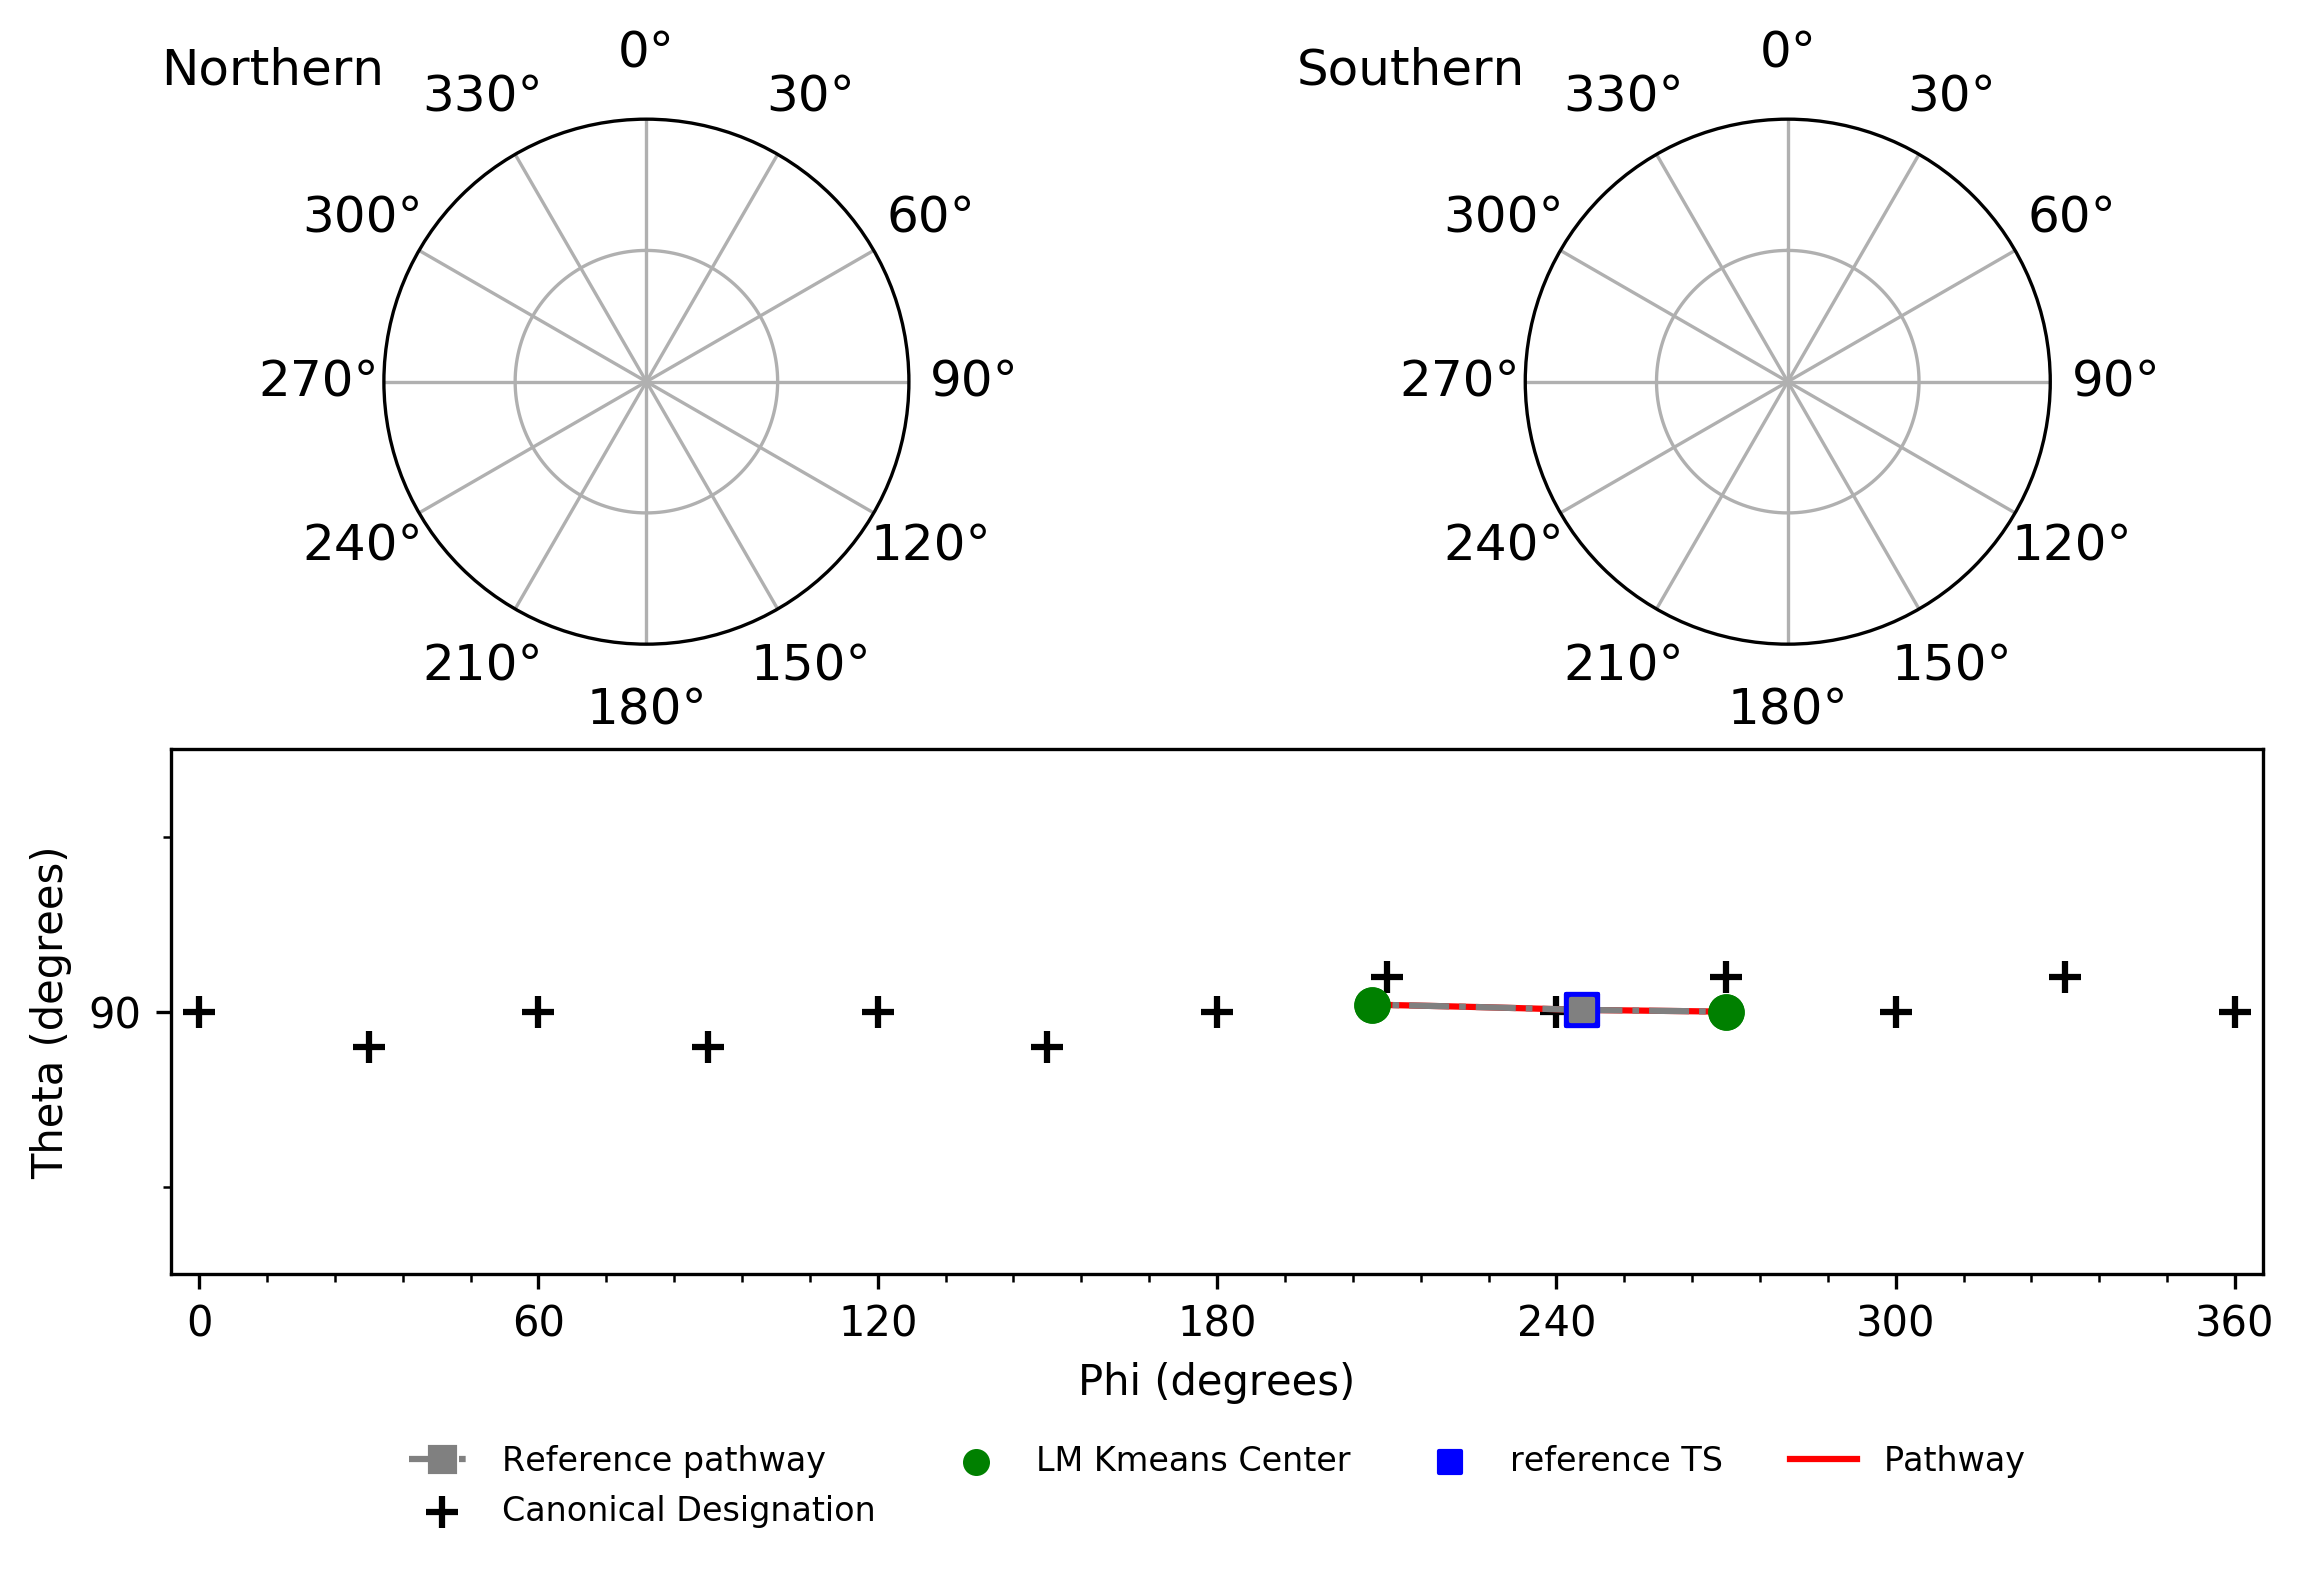 Northern
0°
30°
60°
90°
120°
150°
180°
210°
240°
270°
300°
330°
Southern
0°
30°
60°
90°
120°
150°
180°
210°
240°
270°
300°
330°
Theta (degrees)
90
0 60 120 180 240 300 360
Phi (degrees)
Reference pathway
Canonical Designation
LM Kmeans Center
reference TS
Pathway